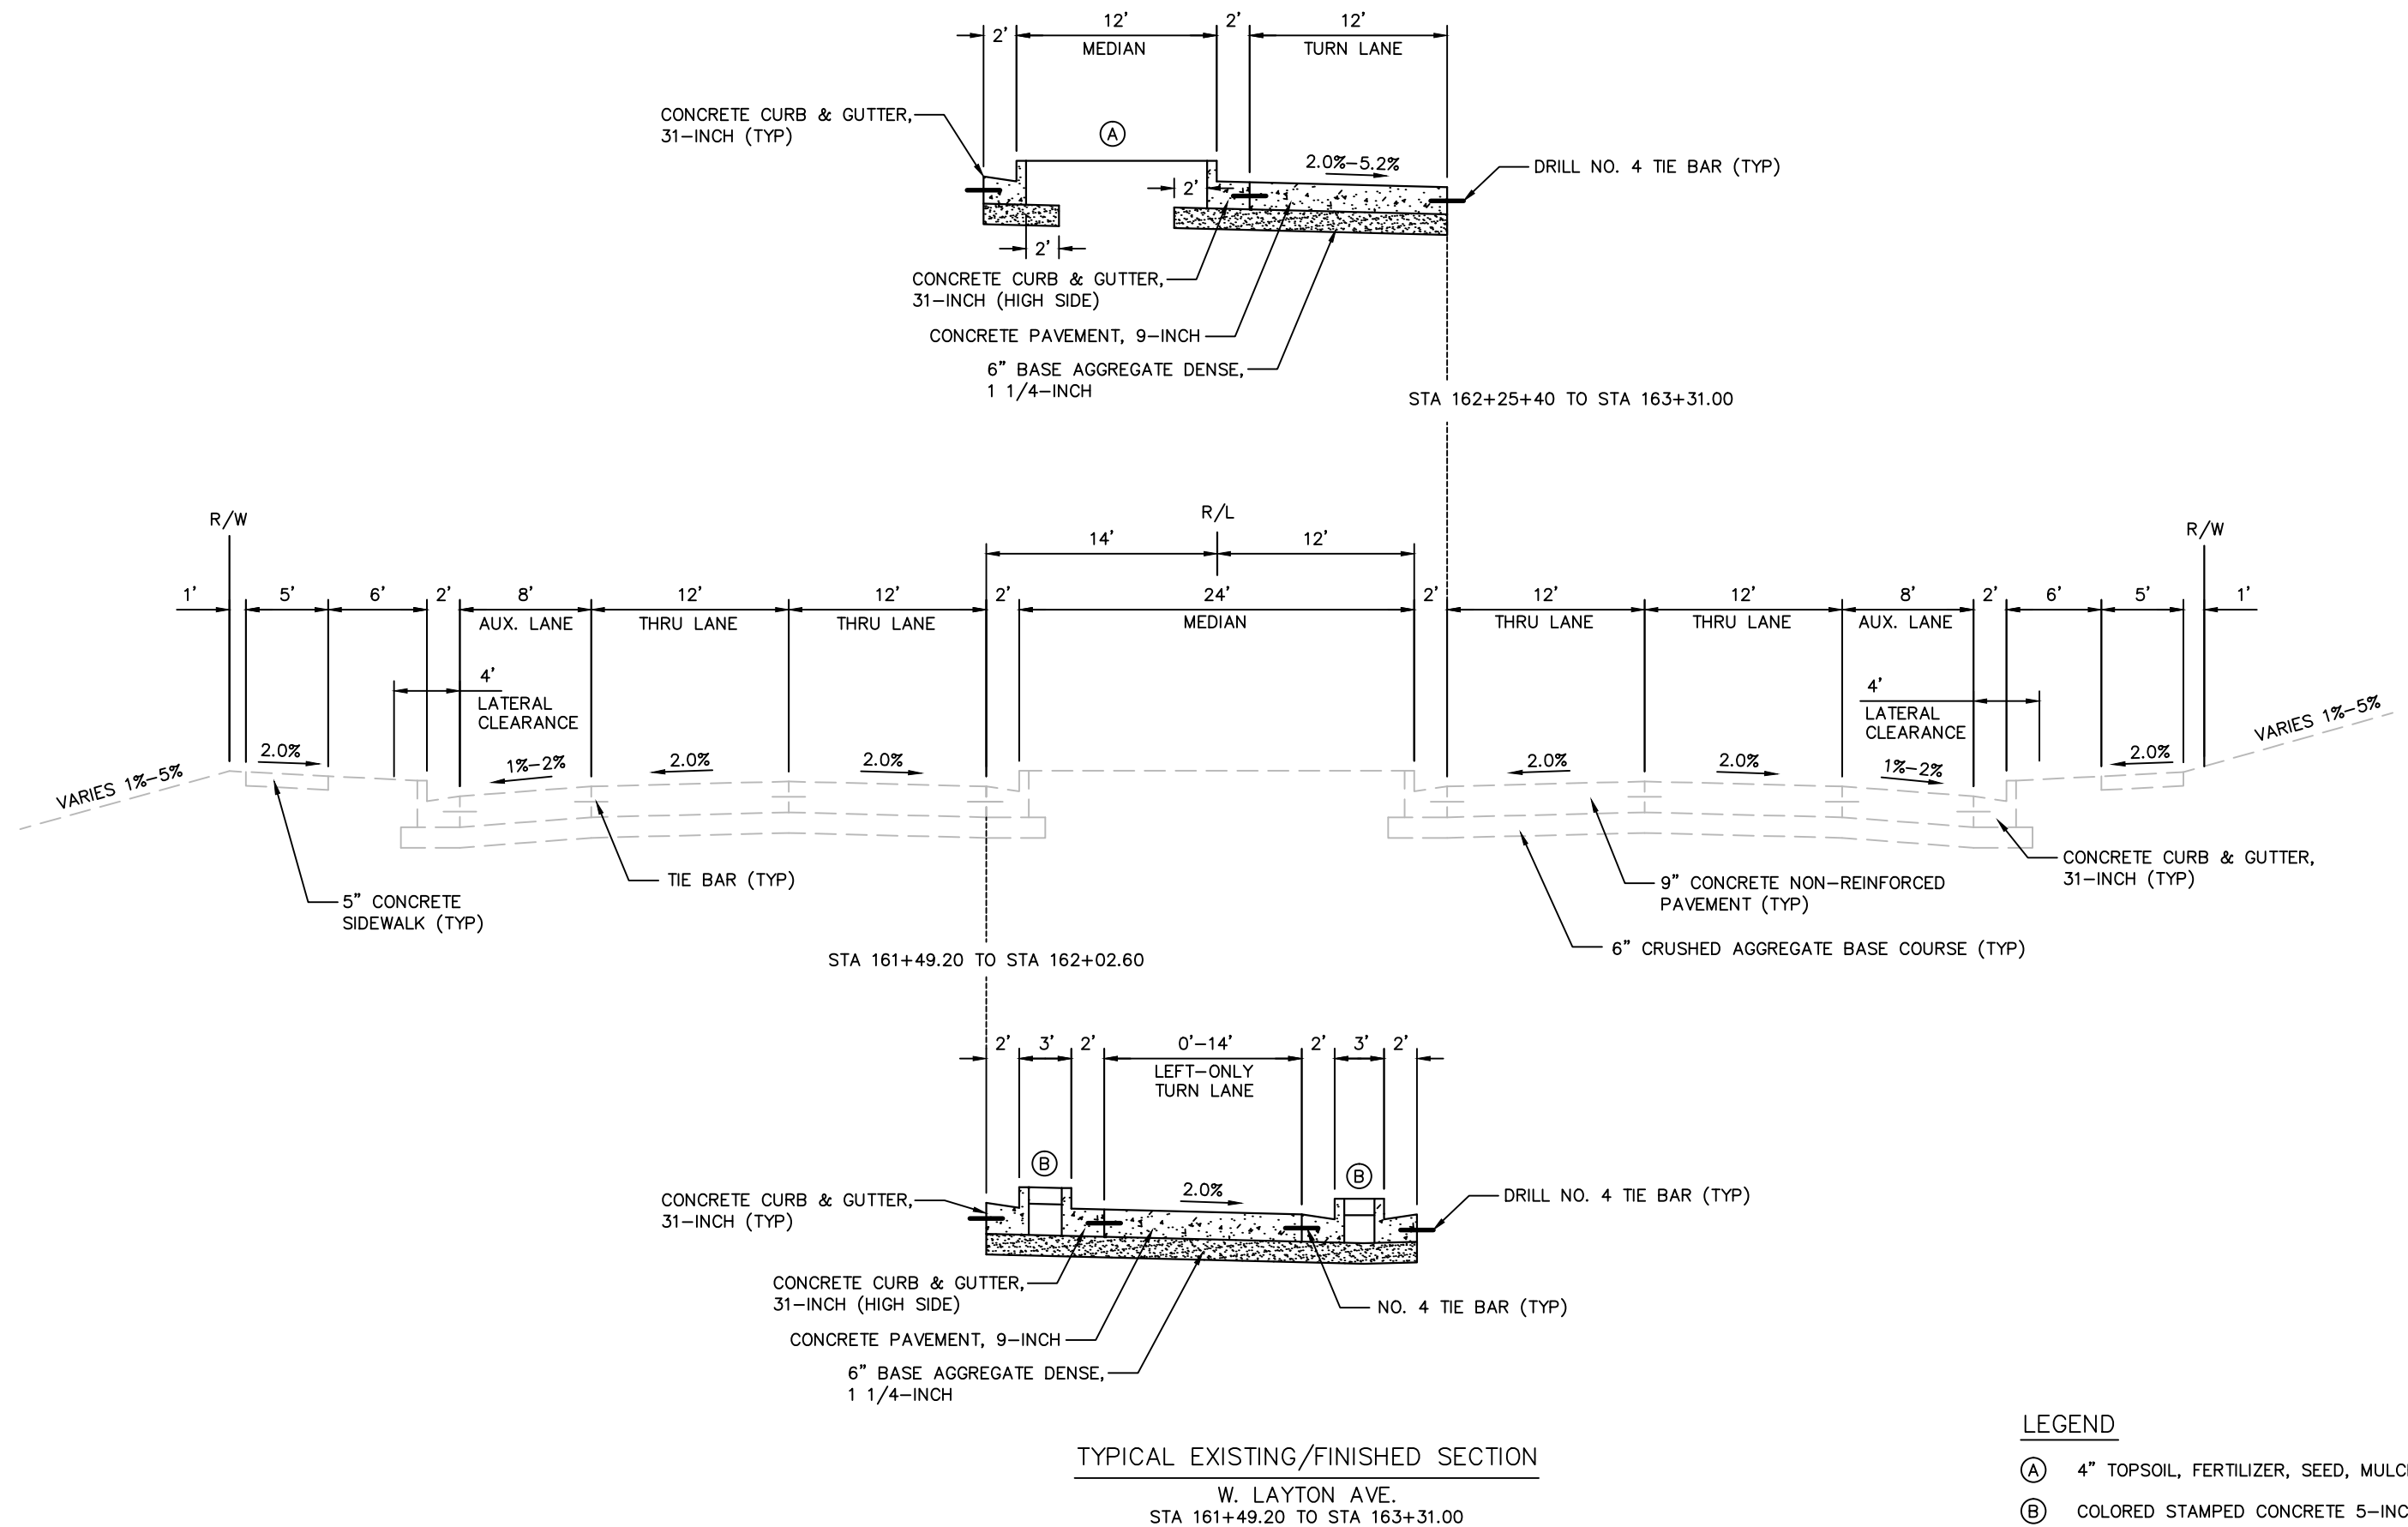 2' 12' 2' 12'
MEDIAN TURN LANE
CONCRETE CURB & GUTTER,
31-INCH (TYP)
A
2.0%-5.2%
DRILL NO. 4 TIE BAR (TYP)
2'
2'
CONCRETE CURB & GUTTER,
31-INCH (HIGH SIDE)
CONCRETE PAVEMENT, 9-INCH
6" BASE AGGREGATE DENSE,
1 1/4-INCH
STA 162+25+40 TO STA 163+31.00
R/W R/L R/W
14' 12'
1' 5' 6' 2' 8' 12' 12' 2' 24' 2' 12' 12' 8' 2' 6' 5' 1'
AUX. LANE THRU LANE THRU LANE MEDIAN THRU LANE THRU LANE AUX. LANE
4'
LATERAL
CLEARANCE
4'
LATERAL
CLEARANCE
VARIES 1%-5% 2.0% 1%-2% 2.0% 2.0% 2.0% 2.0% 1%-2% 2.0% VARIES 1%-5%
TIE BAR (TYP)
5" CONCRETE
SIDEWALK (TYP)
CONCRETE CURB & GUTTER,
31-INCH (TYP)
9" CONCRETE NON-REINFORCED
PAVEMENT (TYP)
6" CRUSHED AGGREGATE BASE COURSE (TYP)
STA 161+49.20 TO STA 162+02.60
2' 3' 2' 0'-14' 2' 3' 2'
LEFT-ONLY
TURN LANE
B B
2.0%
CONCRETE CURB & GUTTER,
31-INCH (TYP)
DRILL NO. 4 TIE BAR (TYP)
CONCRETE CURB & GUTTER,
31-INCH (HIGH SIDE)
NO. 4 TIE BAR (TYP)
CONCRETE PAVEMENT, 9-INCH
6" BASE AGGREGATE DENSE,
1 1/4-INCH
TYPICAL EXISTING/FINISHED SECTION
W. LAYTON AVE.
STA 161+49.20 TO STA 163+31.00
LEGEND
A 4" TOPSOIL, FERTILIZER, SEED,
B COLORED STAMPED CONCRETE